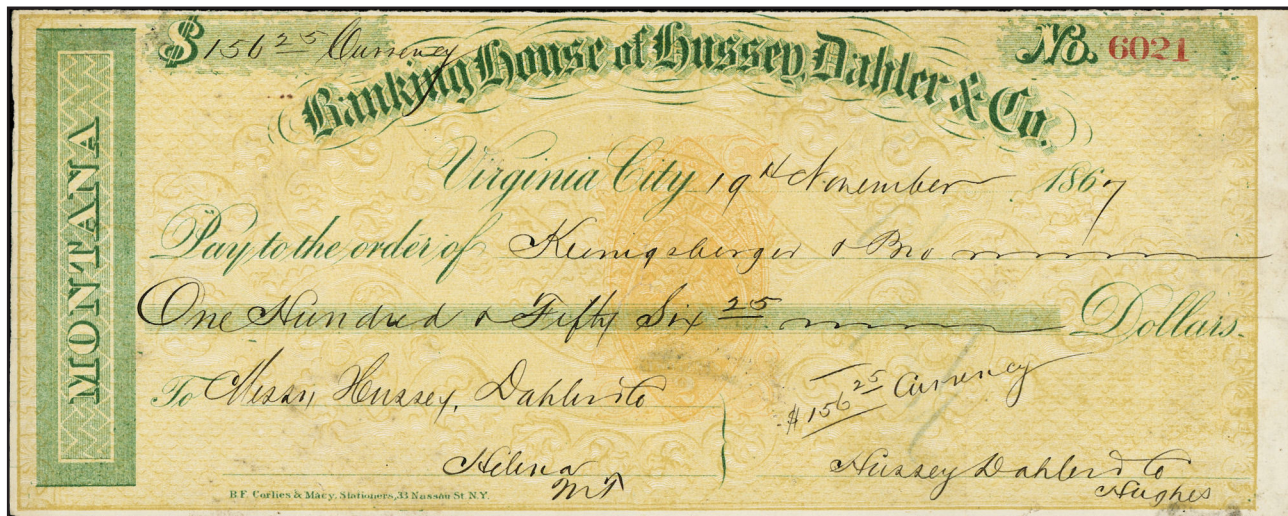 $ 156 25 Currency
No. 6021
Banking House of Hussey, Dahler & Co.
MONTANA
Virginia City, 19th November 1867
Pay to the order of Keenigsberger & Bro
One Hundred & Fifty Six 25 Dollars.
To Messrs Hussey, Dahler & Co
$156 25 Currency
Helena
MT
Hussey Dahler & Co
Hughes
B.F. Corlies & Macy, Stationers, 33 Nassau St. N.Y.